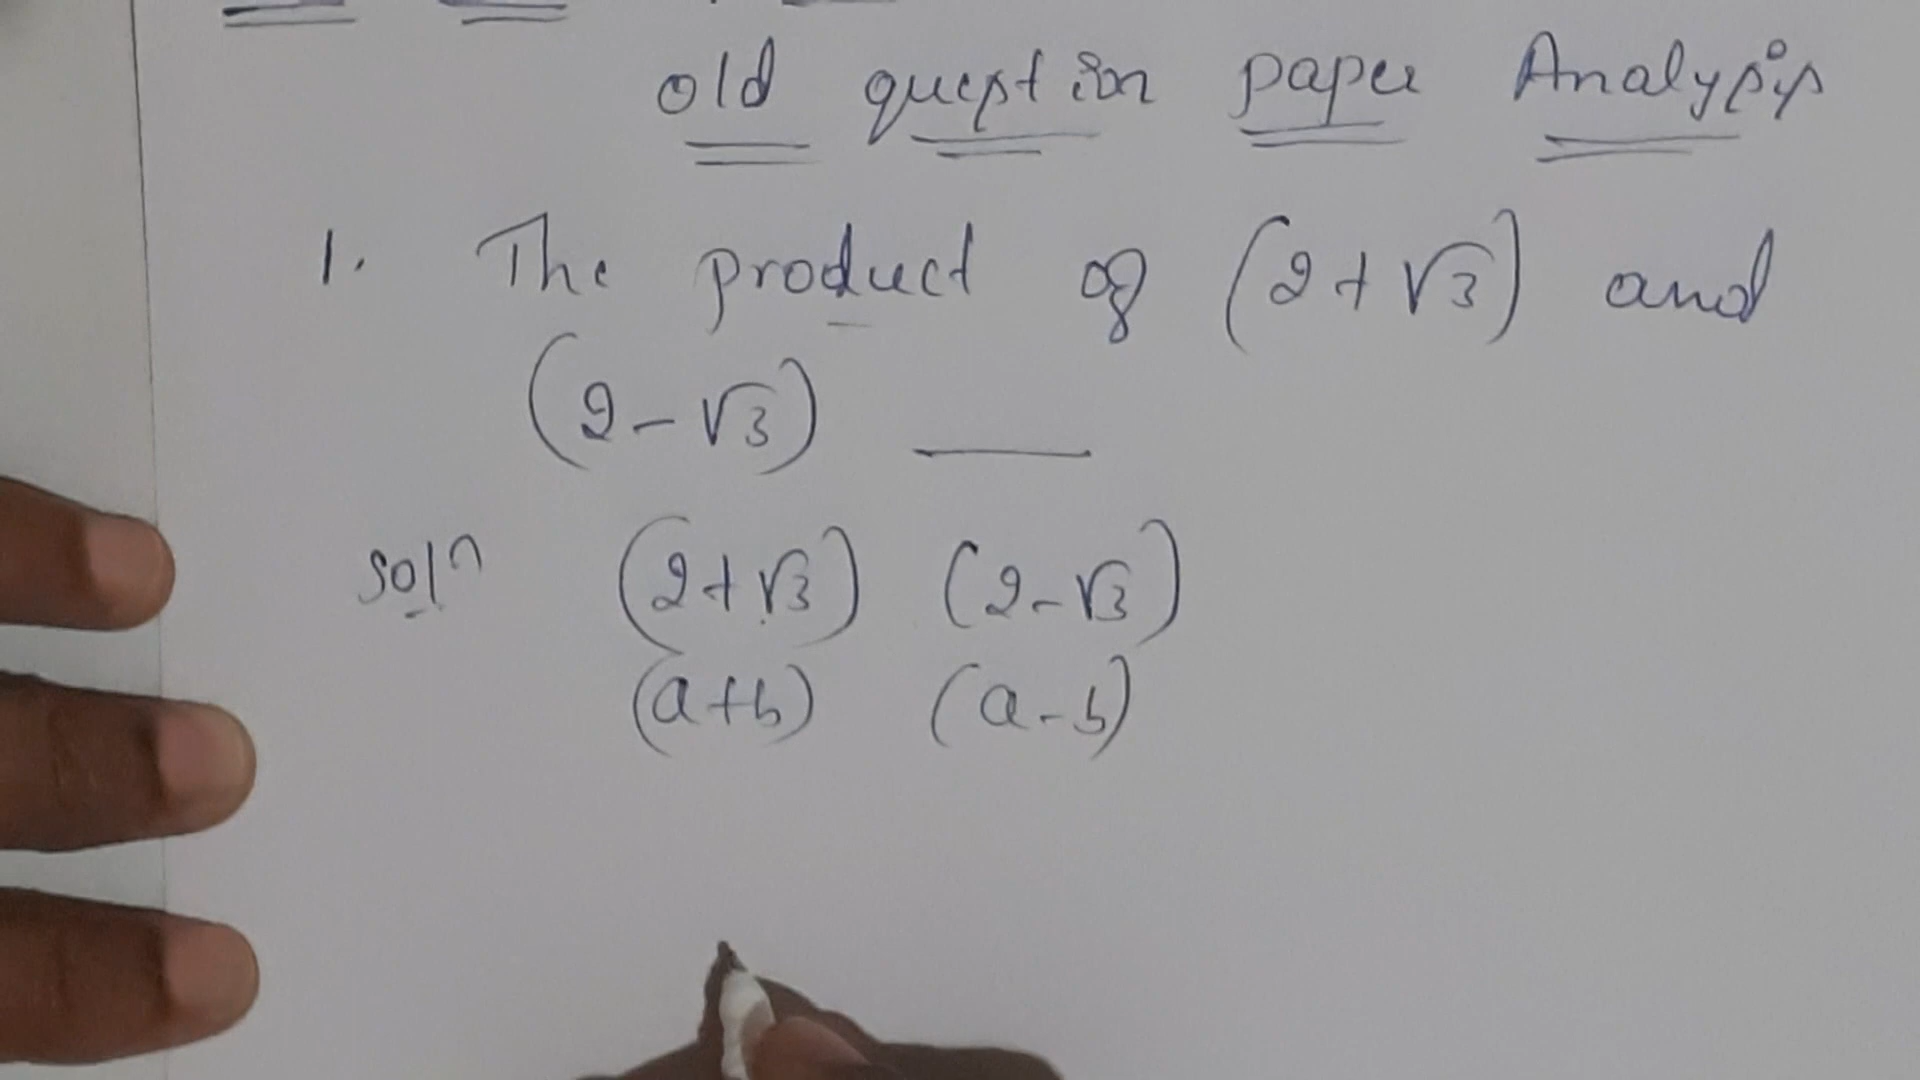 old question paper Analysis
1. The product of (2+√3) and
(2-√3) ____
Soln (2+√3) (2-√3)
(a+b) (a-b)